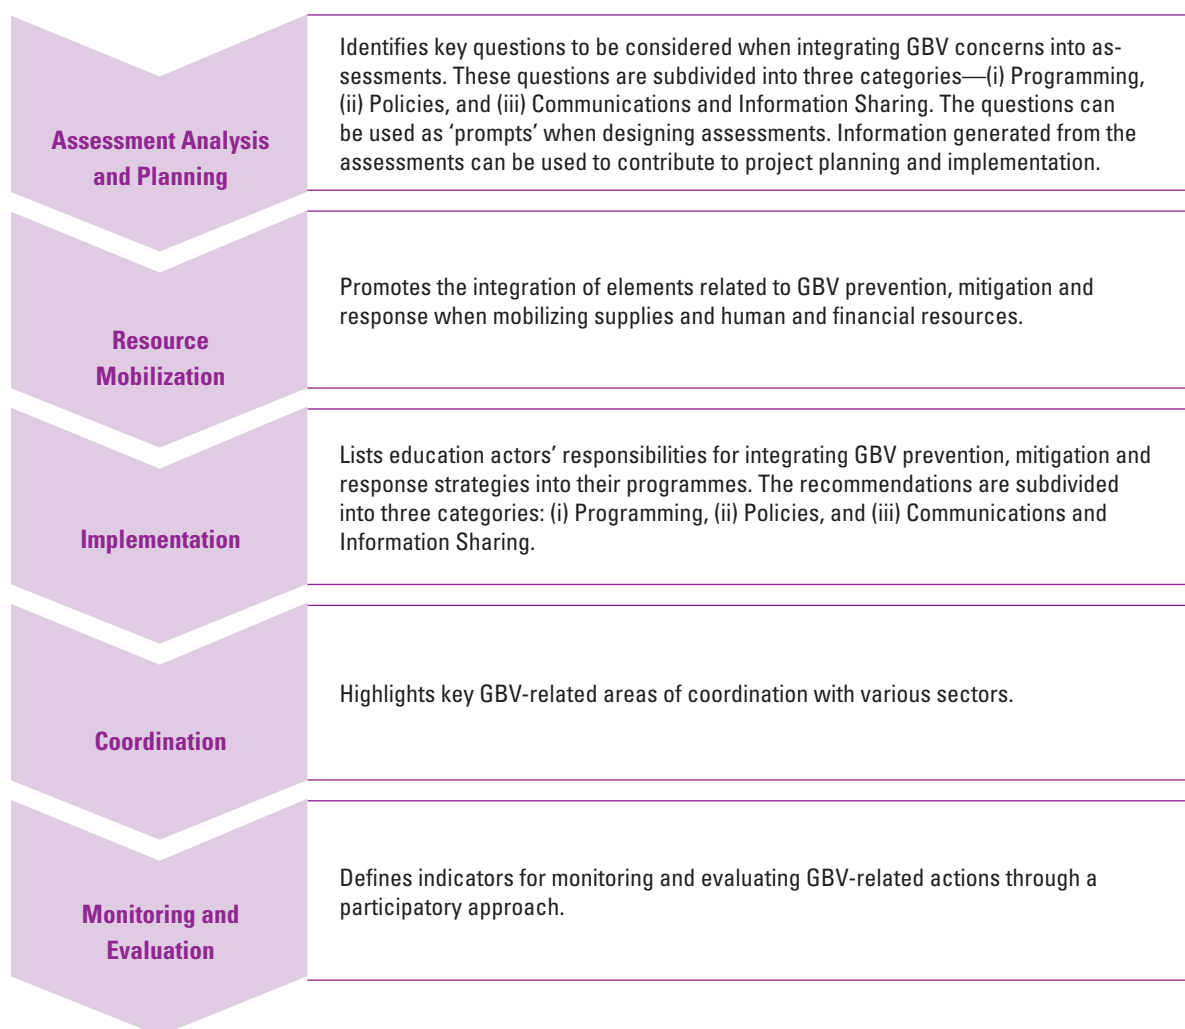 Assessment Analysis
and Planning
Identifies key questions to be considered when integrating GBV concerns into as-
sessments. These questions are subdivided into three categories—(i) Programming,
(ii) Policies, and (iii) Communications and Information Sharing. The questions can
be used as ‘prompts’ when designing assessments. Information generated from the
assessments can be used to contribute to project planning and implementation.
Resource
Mobilization
Promotes the integration of elements related to GBV prevention, mitigation and
response when mobilizing supplies and human and financial resources.
Implementation
Lists education actors’ responsibilities for integrating GBV prevention, mitigation and
response strategies into their programmes. The recommendations are subdivided
into three categories: (i) Programming, (ii) Policies, and (iii) Communications and
Information Sharing.
Coordination
Highlights key GBV-related areas of coordination with various sectors.
Monitoring and
Evaluation
Defines indicators for monitoring and evaluating GBV-related actions through a
participatory approach.